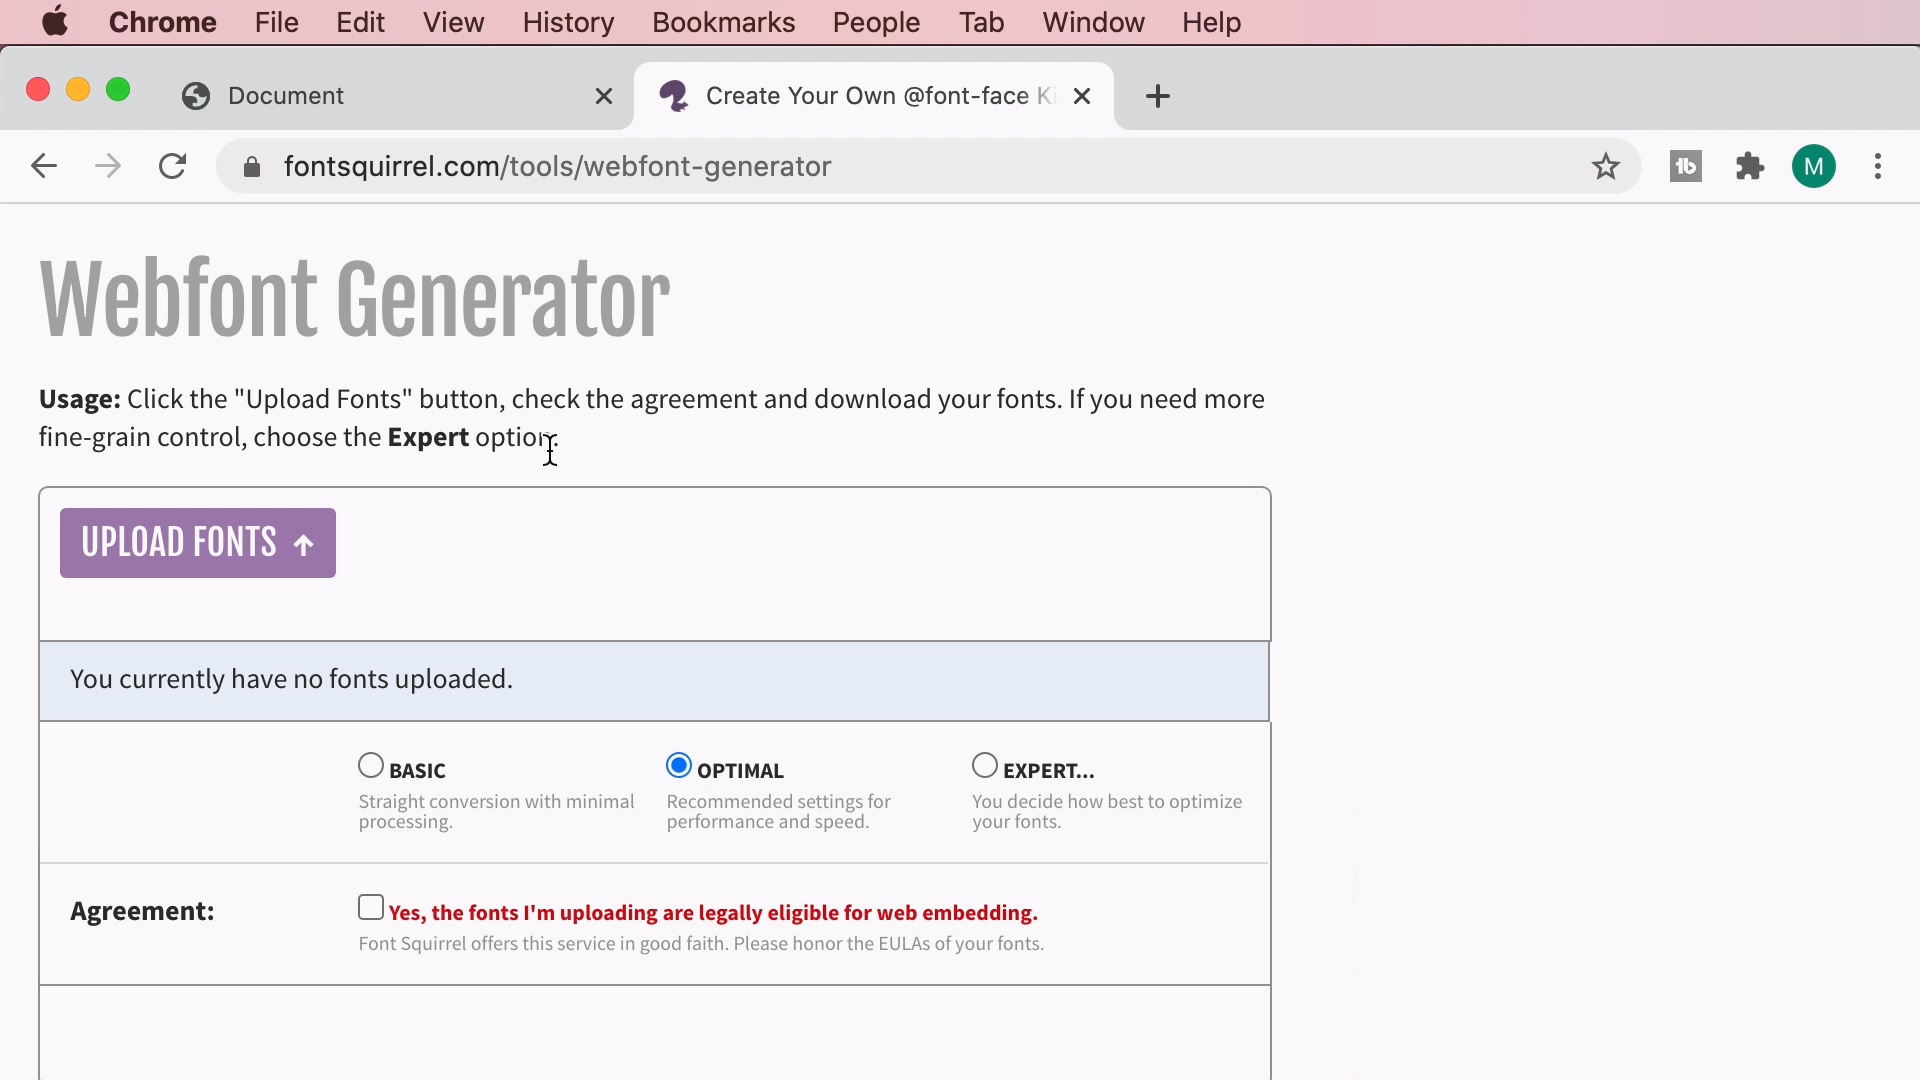 Chrome File Edit View History Bookmarks People Tab Window Help
Document
Create Your Own @font-face Ki
fontsquirrel.com/tools/webfont-generator
M
Webfont Generator
Usage: Click the "Upload Fonts" button, check the agreement and download your fonts. If you need more
fine-grain control, choose the Expert option.
UPLOAD FONTS
You currently have no fonts uploaded.
BASIC
Straight conversion with minimal
processing.
OPTIMAL
Recommended settings for
performance and speed.
EXPERT...
You decide how best to optimize
your fonts.
Agreement:
Yes, the fonts I'm uploading are legally eligible for web embedding.
Font Squirrel offers this service in good faith. Please honor the EULAs of your fonts.